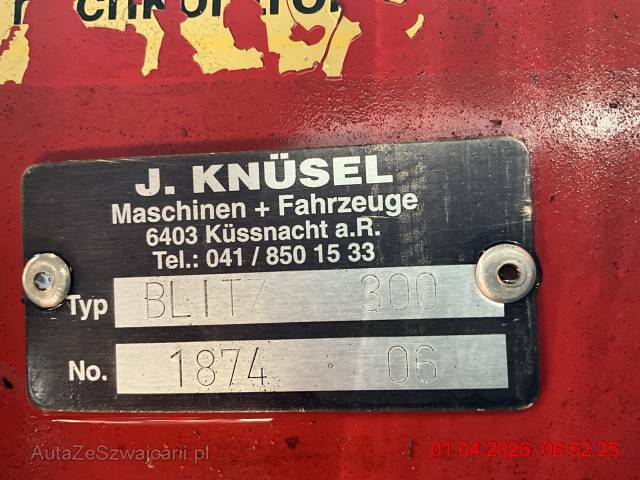 J. KNÜSEL
Maschinen + Fahrzeuge
6403 Küssnacht a.R.
Tel.: 041 / 850 15 33
Typ BLITZ 300
No. 1874 06
AutaZeSzwajcarii.pl
01.04.2026 08:52:25